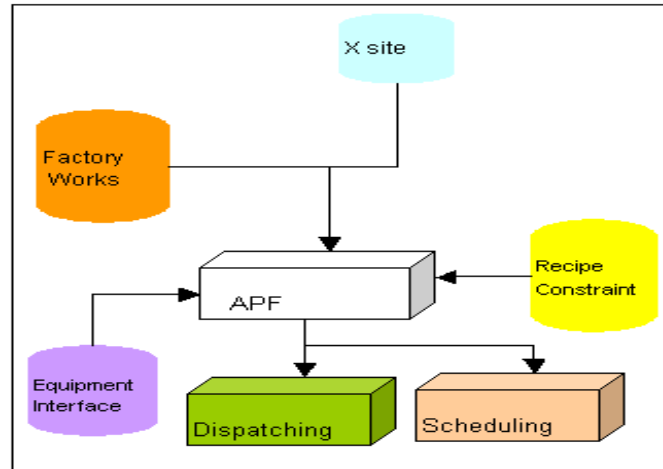 X site
Factory
Works
Recipe
Constraint
APF
Equipment
Interface
Dispatching
Scheduling